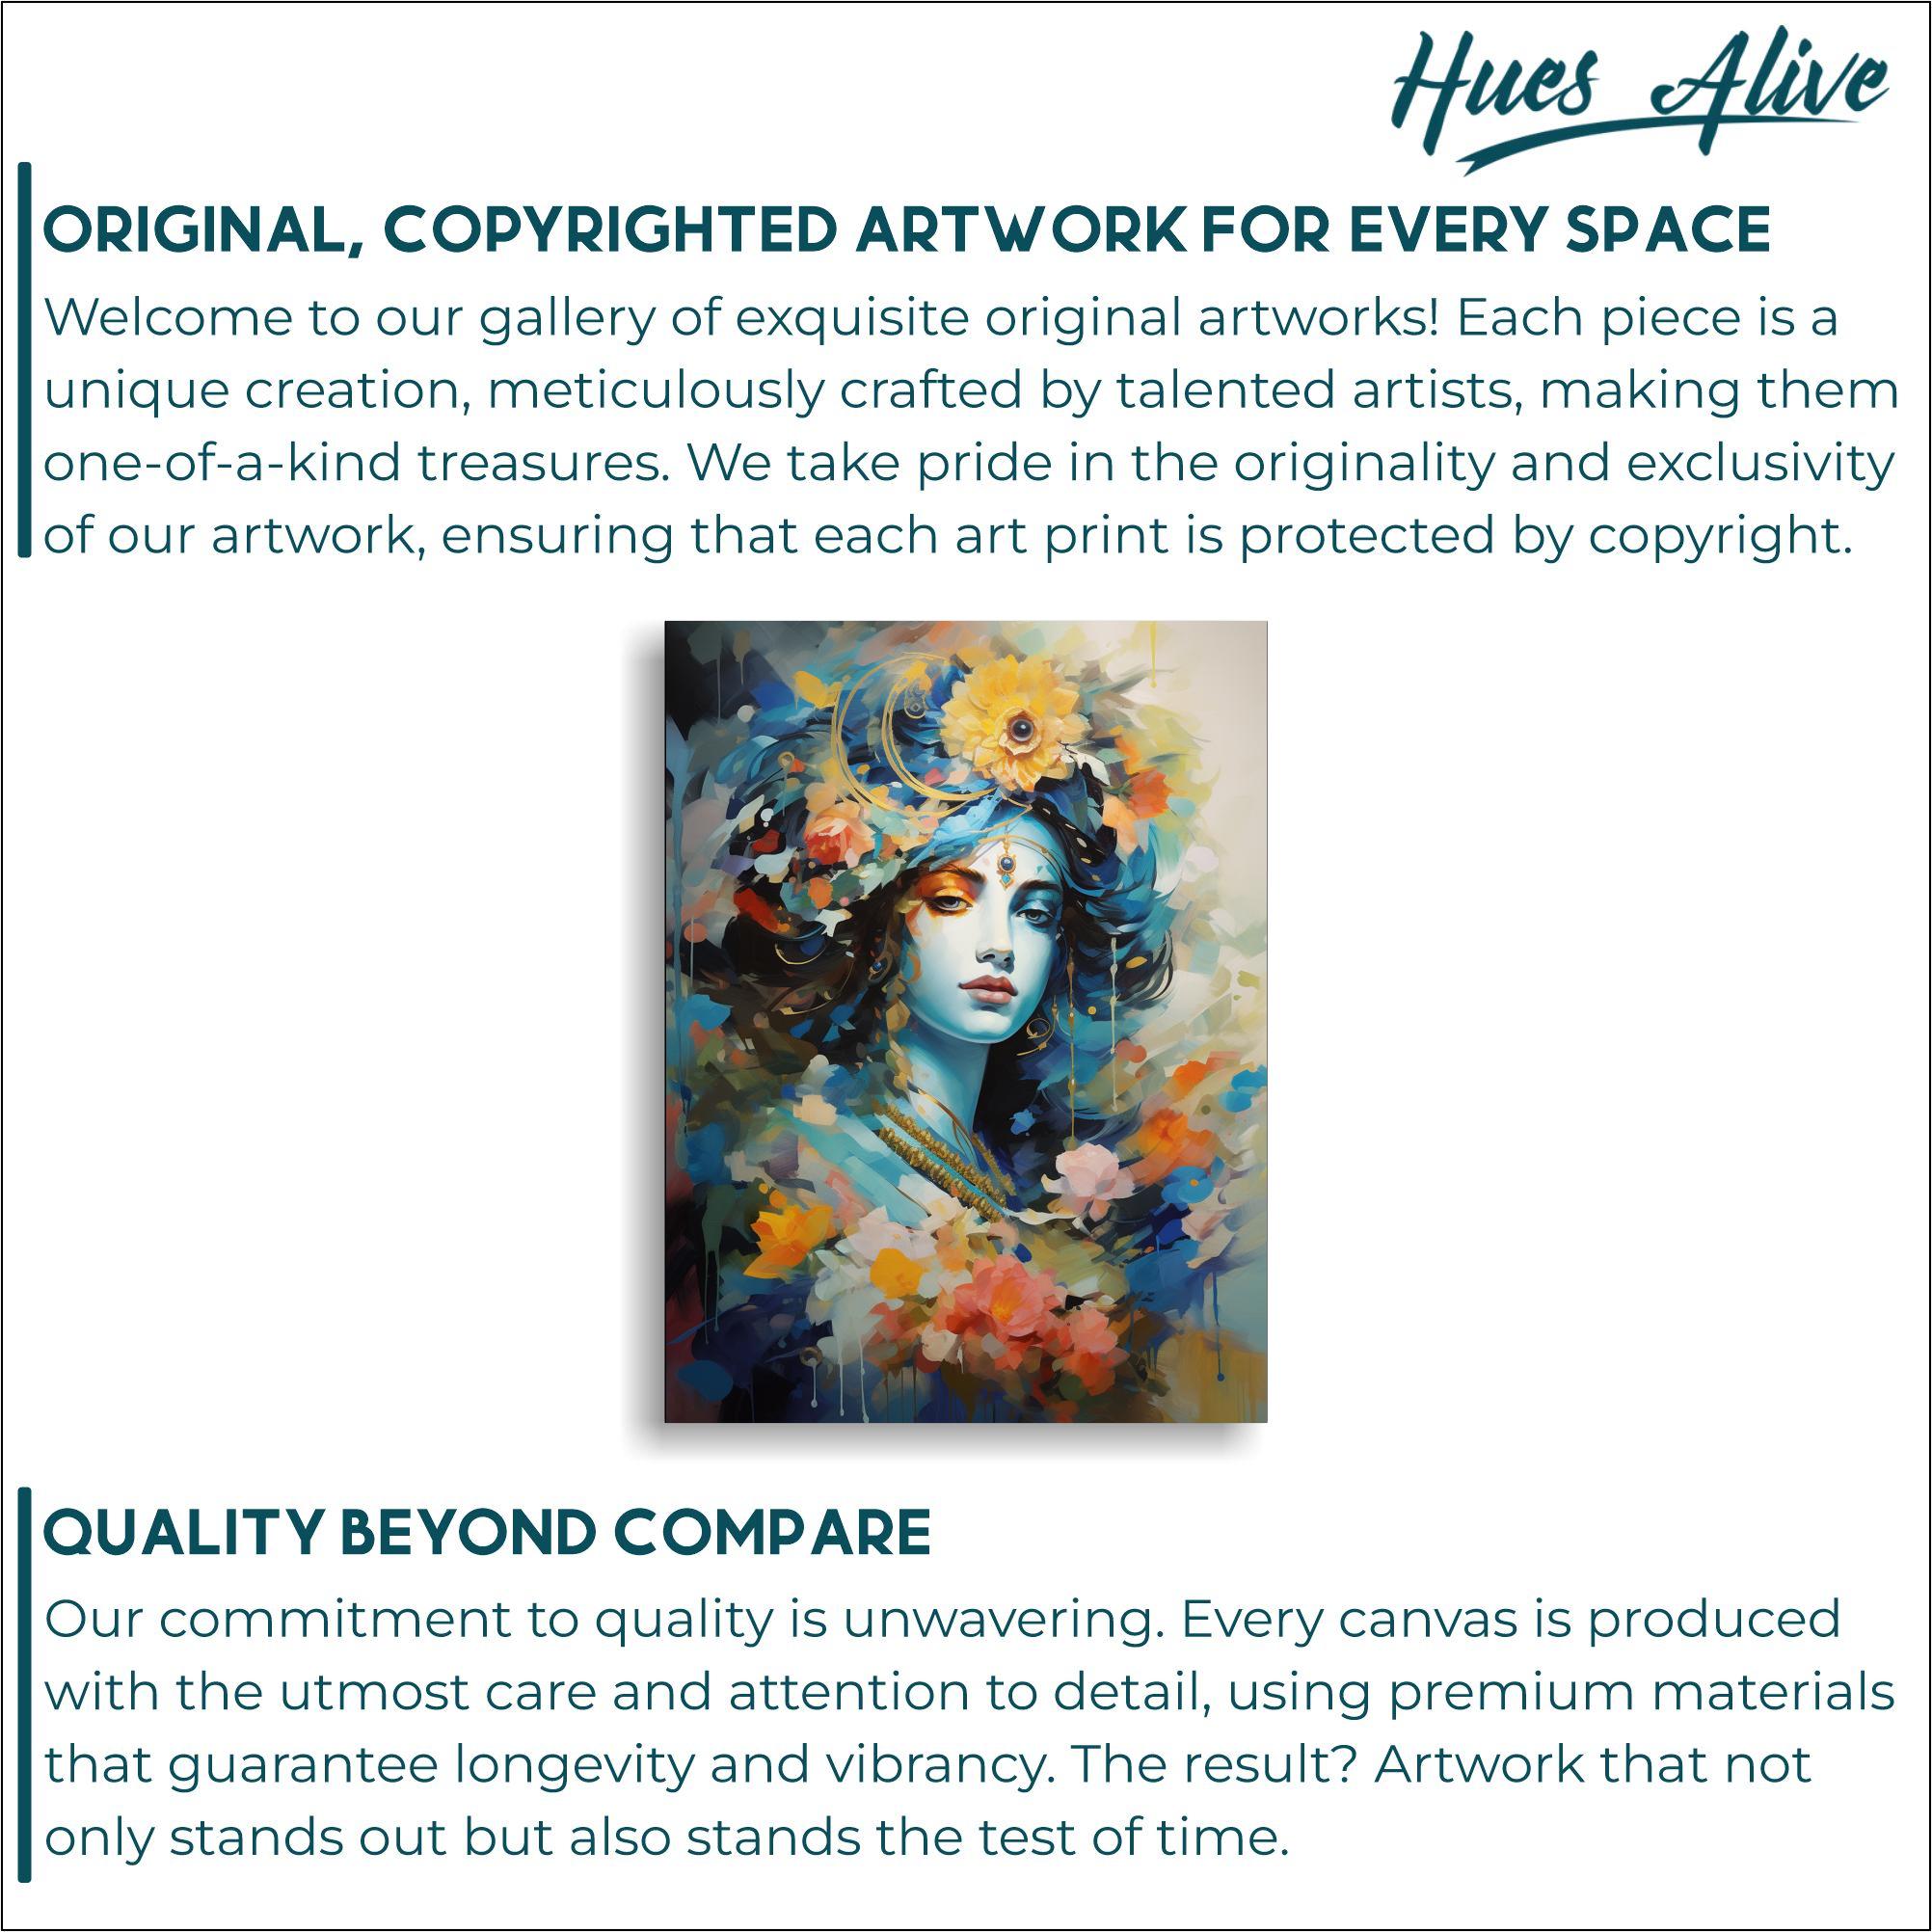 Hues Alive
ORIGINAL, COPYRIGHTED ARTWORK FOR EVERY SPACE
Welcome to our gallery of exquisite original artworks! Each piece is a
unique creation, meticulously crafted by talented artists, making them
one-of-a-kind treasures. We take pride in the originality and exclusivity
of our artwork, ensuring that each art print is protected by copyright.
QUALITY BEYOND COMPARE
Our commitment to quality is unwavering. Every canvas is produced
with the utmost care and attention to detail, using premium materials
that guarantee longevity and vibrancy. The result? Artwork that not
only stands out but also stands the test of time.